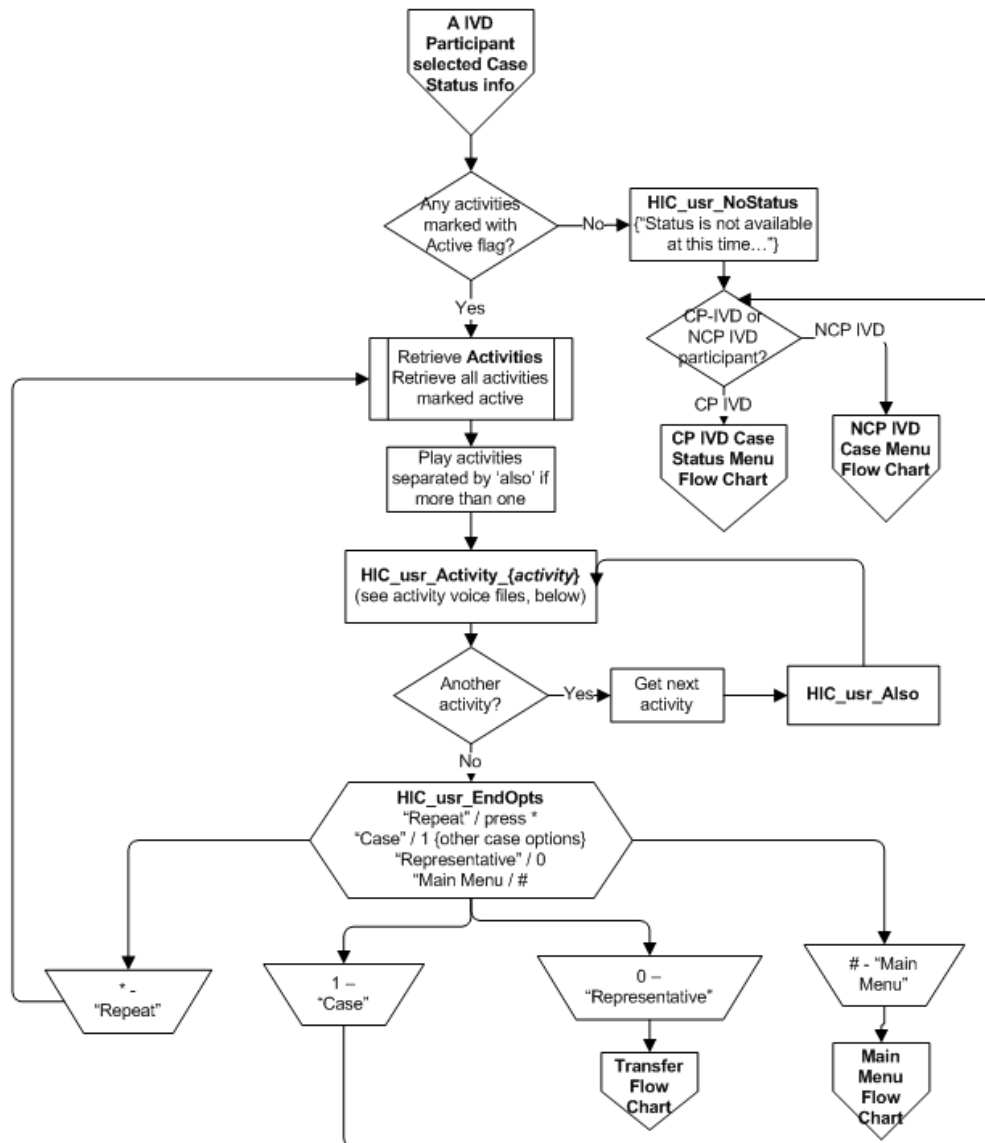 A IVD
Participant
selected Case
Status info
Any activities
marked with
Active flag?
No
HIC_usr_NoStatus
{“Status is not available
at this time…”}
Yes
CP-IVD or
NCP IVD
participant?
NCP IVD
CP IVD
Retrieve Activities
Retrieve all activities
marked active
CP IVD Case
Status Menu
Flow Chart
NCP IVD
Case Menu
Flow Chart
Play activities
separated by ‘also’ if
more than one
HIC_usr_Activity_{activity}
(see activity voice files, below)
Another
activity?
Yes
Get next
activity
HIC_usr_Also
No
HIC_usr_EndOpts
“Repeat” / press *
“Case” / 1 {other case options}
“Representative” / 0
“Main Menu / #
* -
“Repeat”
1 –
“Case”
0 –
“Representative”
# - “Main
Menu”
Transfer
Flow
Chart
Main
Menu
Flow
Chart